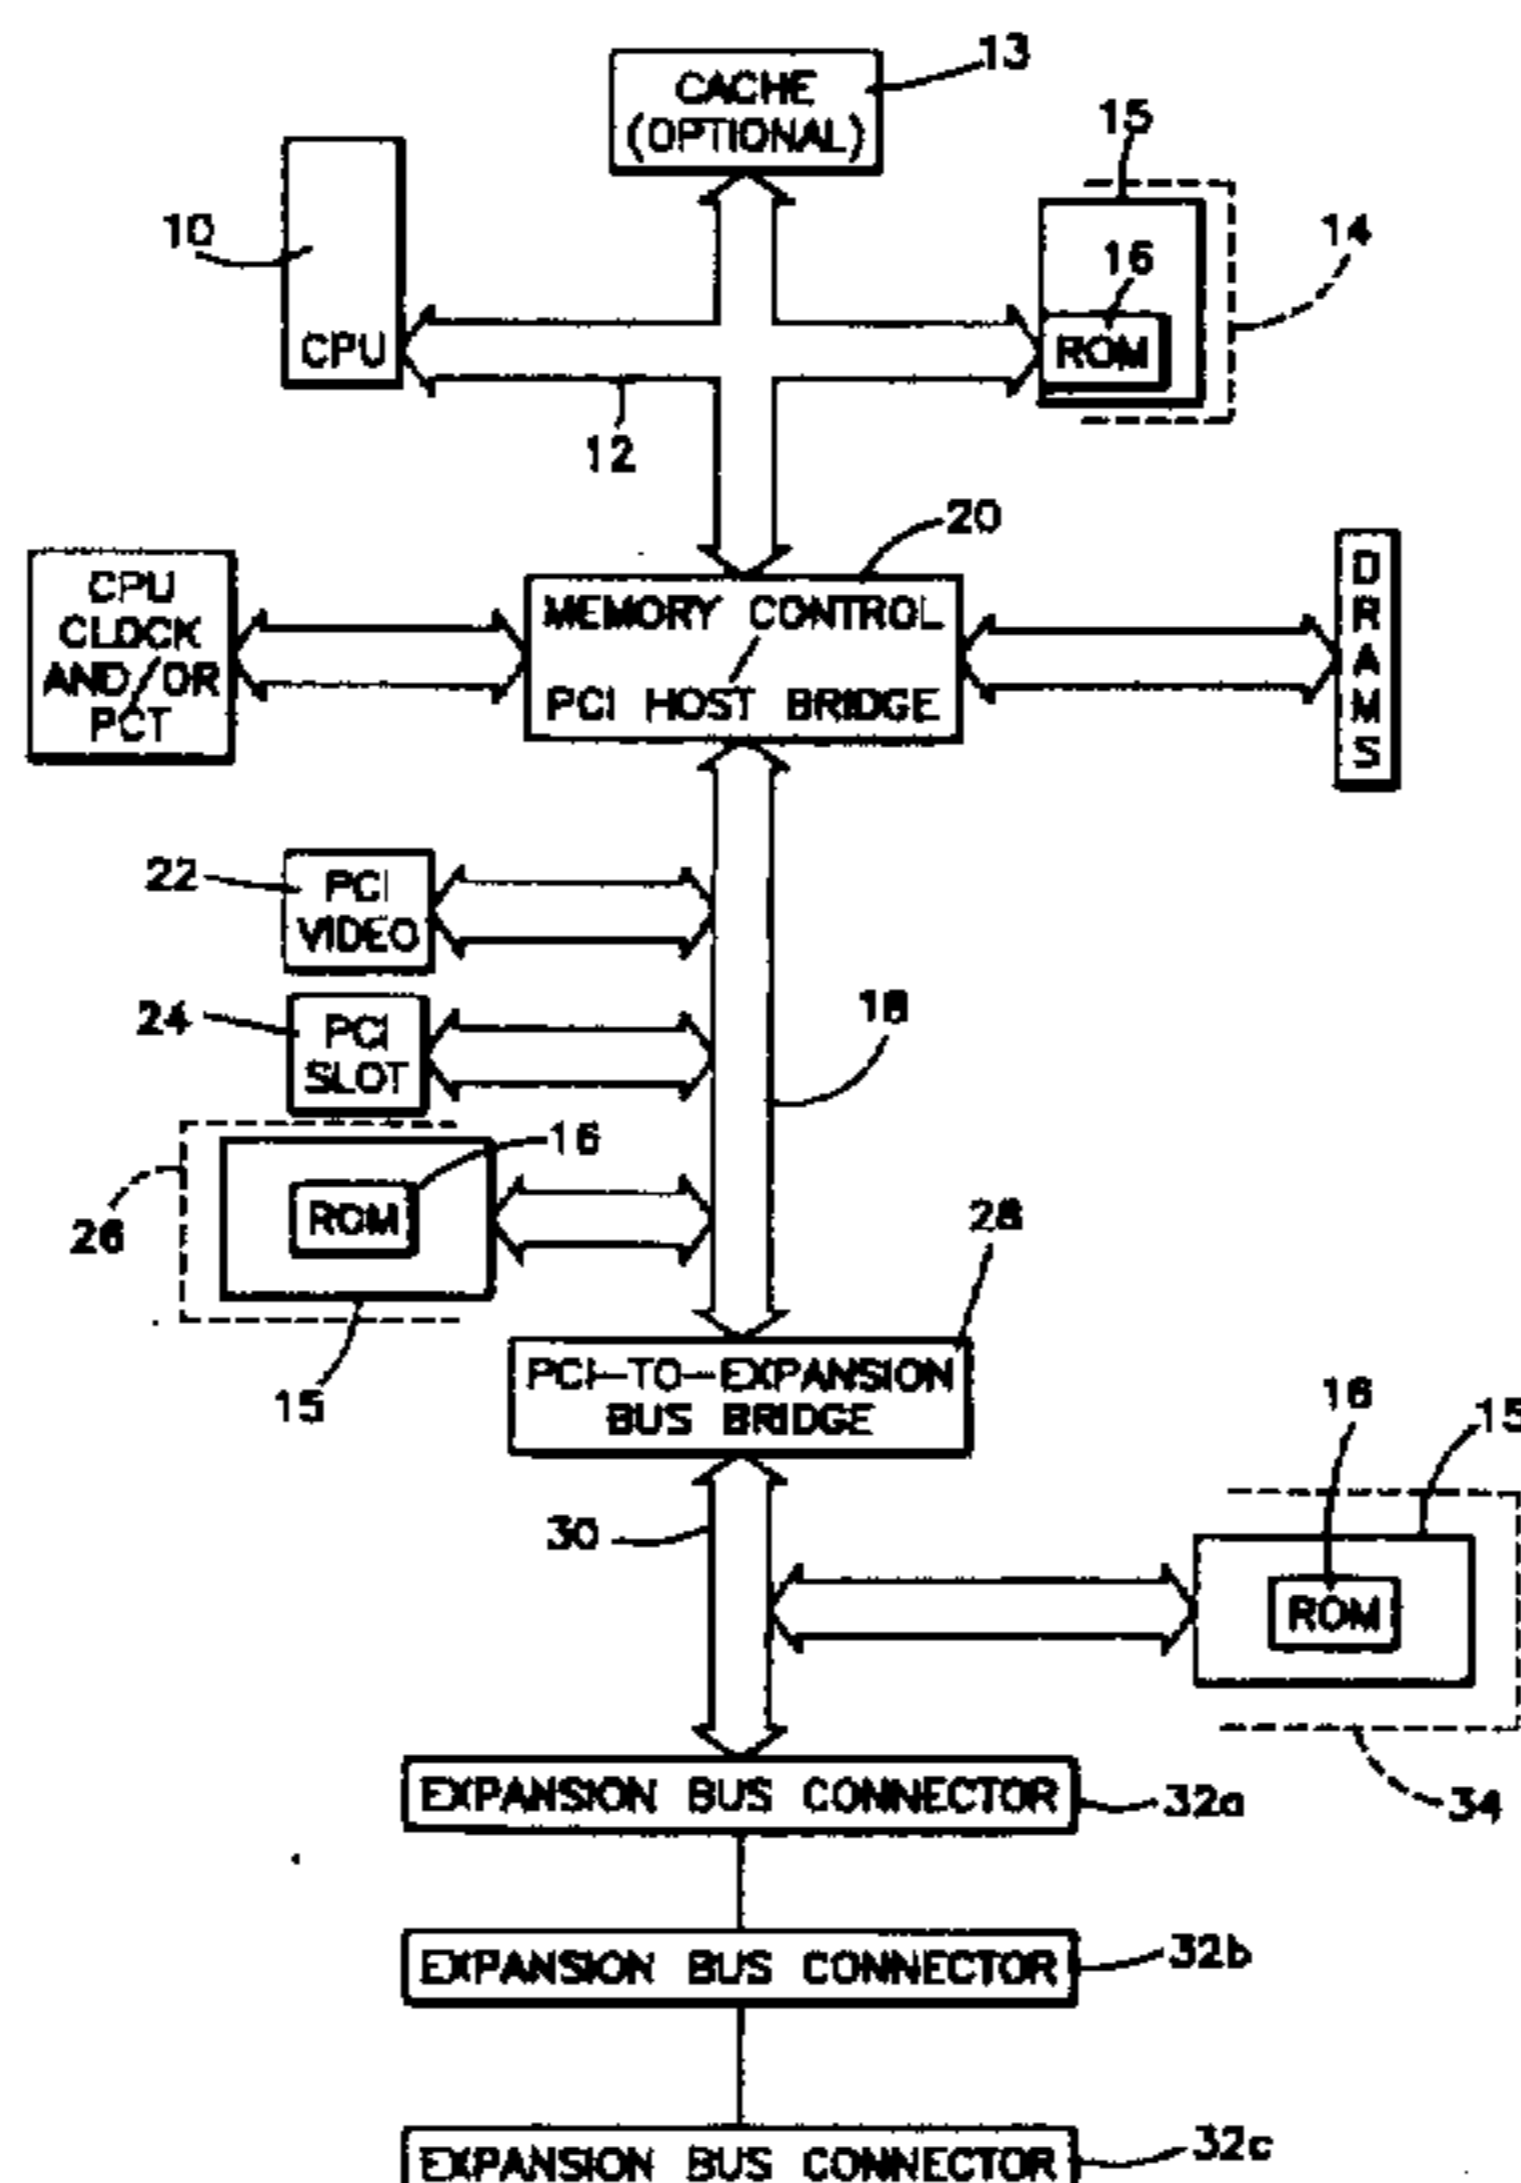 13
CACHE
(OPTIONAL)
15
10
14
16
CPU
ROM
12
20
CPU
CLOCK
AND/OR
PCT
MEMORY CONTROL
/
PCI HOST BRIDGE
DRAMS
22
PCI
VIDEO
24
PCI
SLOT
18
16
26
ROM
28
15
PCI-TO-EXPANSION
BUS BRIDGE
16
15
30
ROM
EXPANSION BUS CONNECTOR
32a
34
EXPANSION BUS CONNECTOR
32b
EXPANSION BUS CONNECTOR
32c